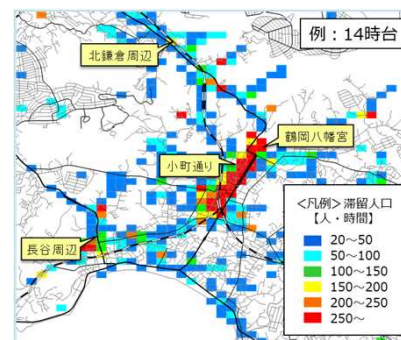 例：14時台
北鎌倉周辺
鶴岡八幡宮
小町通り
長谷周辺
<凡例>滞留人口
【人・時間】
20～50
50～100
100～150
150～200
200～250
250～